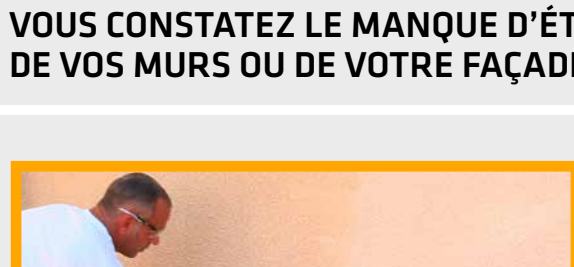 VOUS CONSTATEZ LE MANQUE D’ÉT
DE VOS MURS OU DE VOTRE FAÇAD